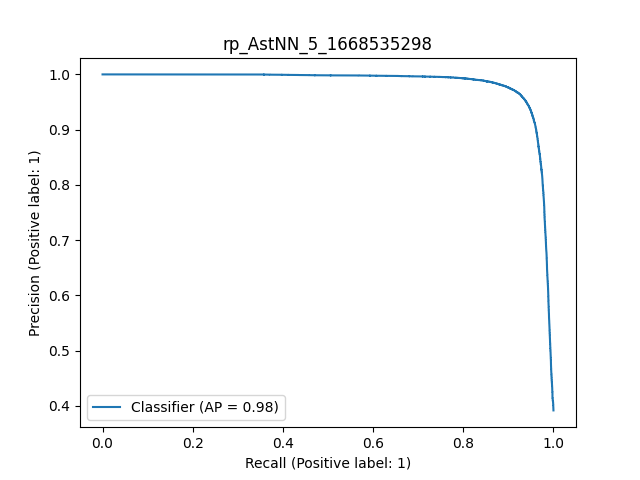 rp_AstNN_5_1668535298
1.0
0.9
0.8
0.7
0.6
0.5
0.4
Precision (Positive label: 1)
Classifier (AP = 0.98)
0.0 0.2 0.4 0.6 0.8 1.0
Recall (Positive label: 1)